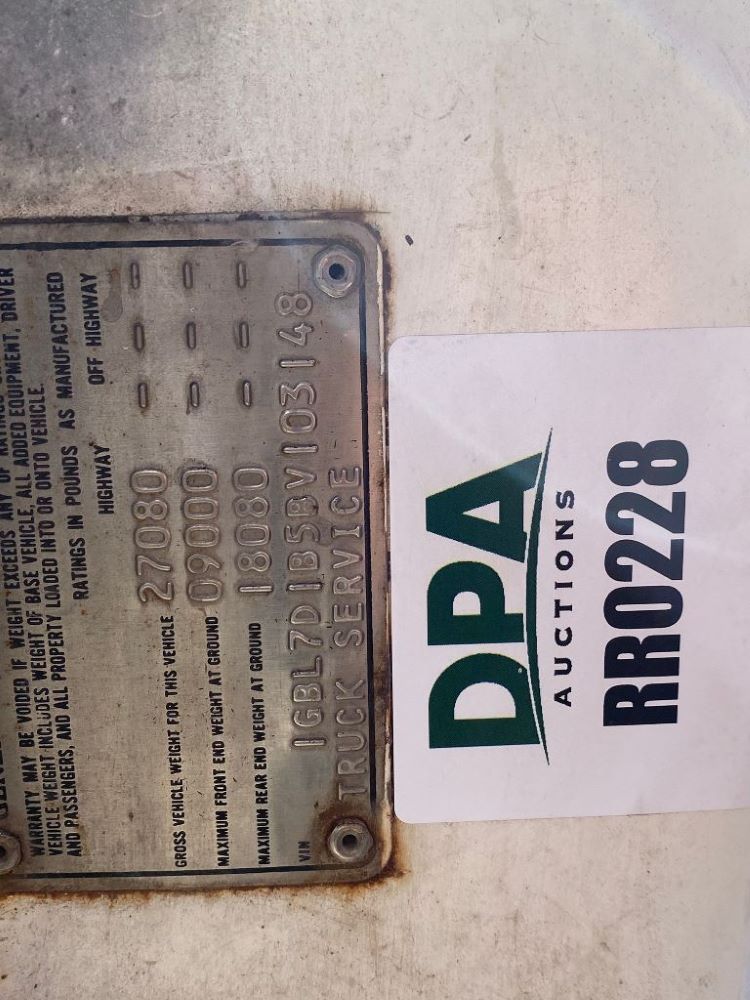 WARRANTY MAY BE VOIDED IF WEIGHT EXCEEDS ANY OF RATINGS
VEHICLE WEIGHT INCLUDES WEIGHT OF BASE VEHICLE, ALL ADDED EQUIPMENT, DRIVER
AND PASSENGERS, AND ALL PROPERTY LOADED INTO OR ONTO VEHICLE.
RATINGS IN POUNDS AS MANUFACTURED
HIGHWAY OFF HIGHWAY
GROSS VEHICLE WEIGHT FOR THIS VEHICLE 27080 - - -
MAXIMUM FRONT END WEIGHT AT GROUND 09000 - - -
MAXIMUM REAR END WEIGHT AT GROUND 18080 - - -
VIN 1GBL7D1B5BV103148
TRUCK SERVICE
DPA
AUCTIONS
RR0228